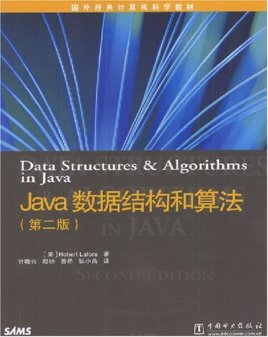 国外经典计算机科学教材
Data Structures & Algorithms
in Java
Java 数据结构和算法
(第二版)
[美] Robert Lafore 著
计晓云 赵研 曾希 狄小菡 译
SECOND EDITION
SAMS
中国电力出版社